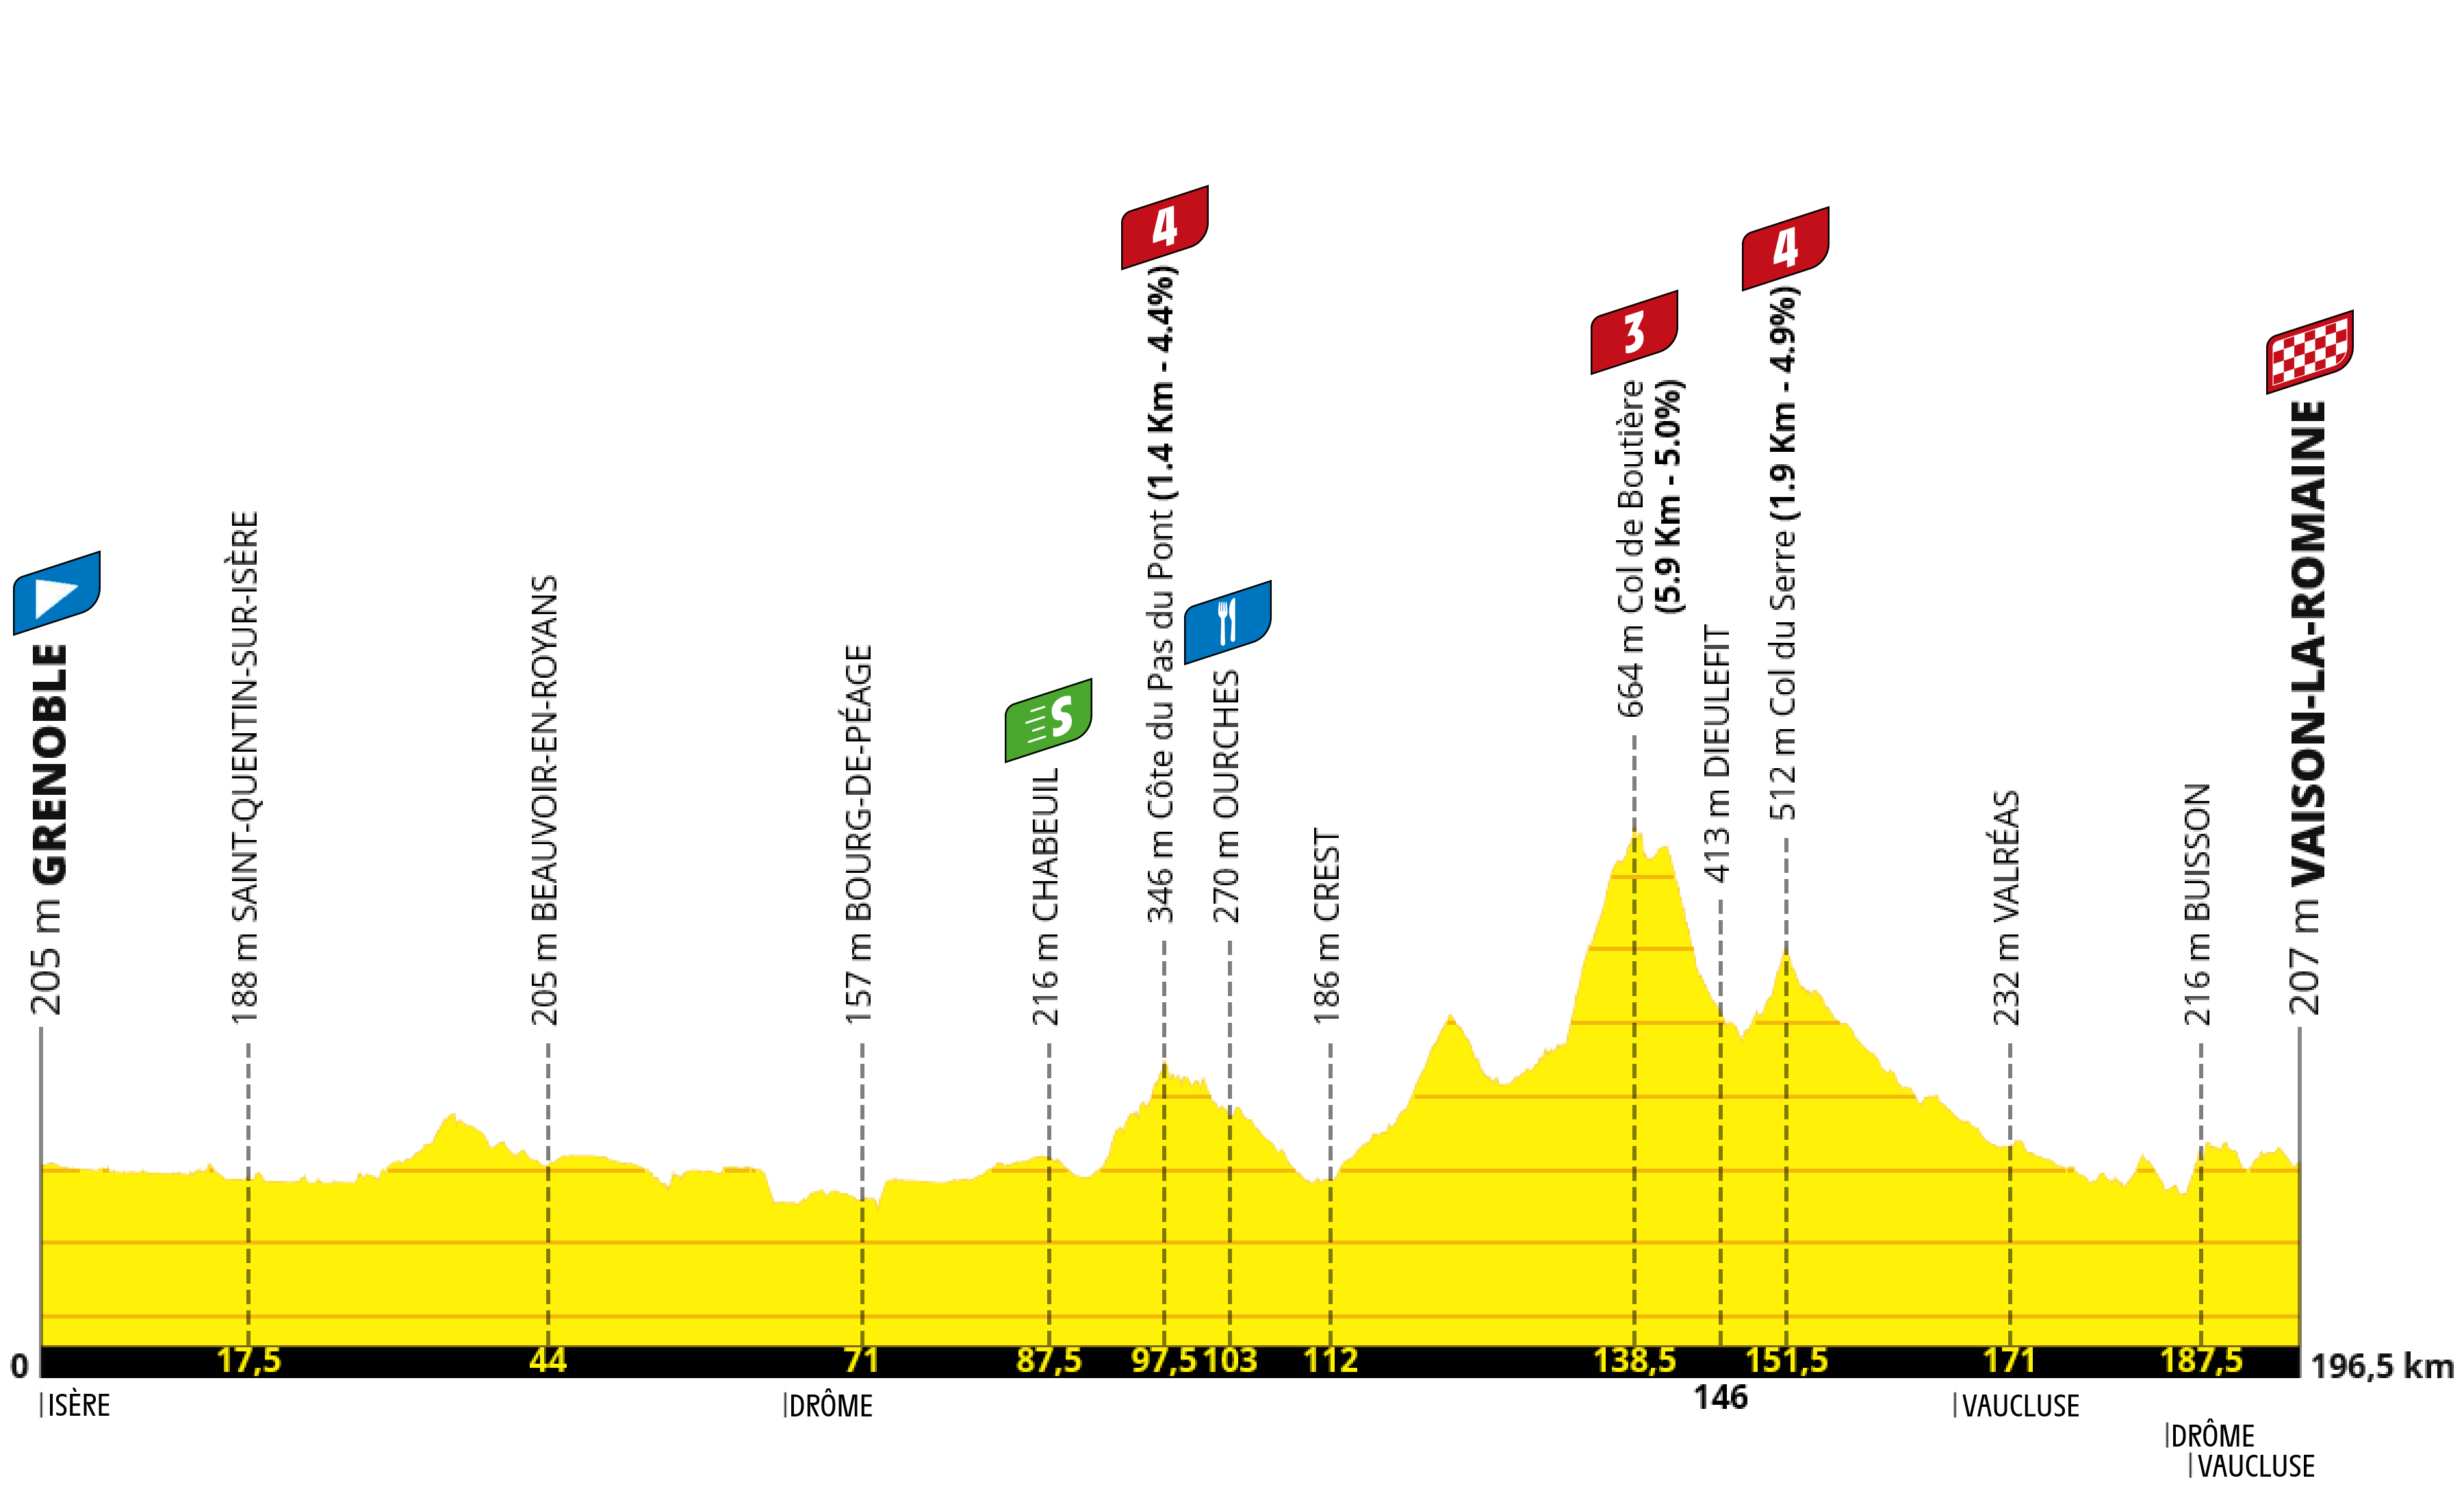 205 m GRENOBLE
188 m SAINT-QUENTIN-SUR-ISÈRE
205 m BEAUVOIR-EN-ROYANS
157 m BOURG-DE-PÉAGE
S
216 m CHABEUIL
4
346 m Côte du Pas du Pont (1.4 Km - 4.4%)
270 m OURCHES
186 m CREST
3
664 m Col de Boutière
(5.9 Km - 5.0%)
413 m DIEULEFIT
4
512 m Col du Serre (1.9 Km - 4.9%)
232 m VALRÉAS
216 m BUISSON
207 m VAISON-LA-ROMAINE
0 17,5 44 71 87,5 97,5 103 112 138,5 151,5 171 187,5 196,5 km
146
ISÈRE DRÔME VAUCLUSE
DRÔME
VAUCLUSE